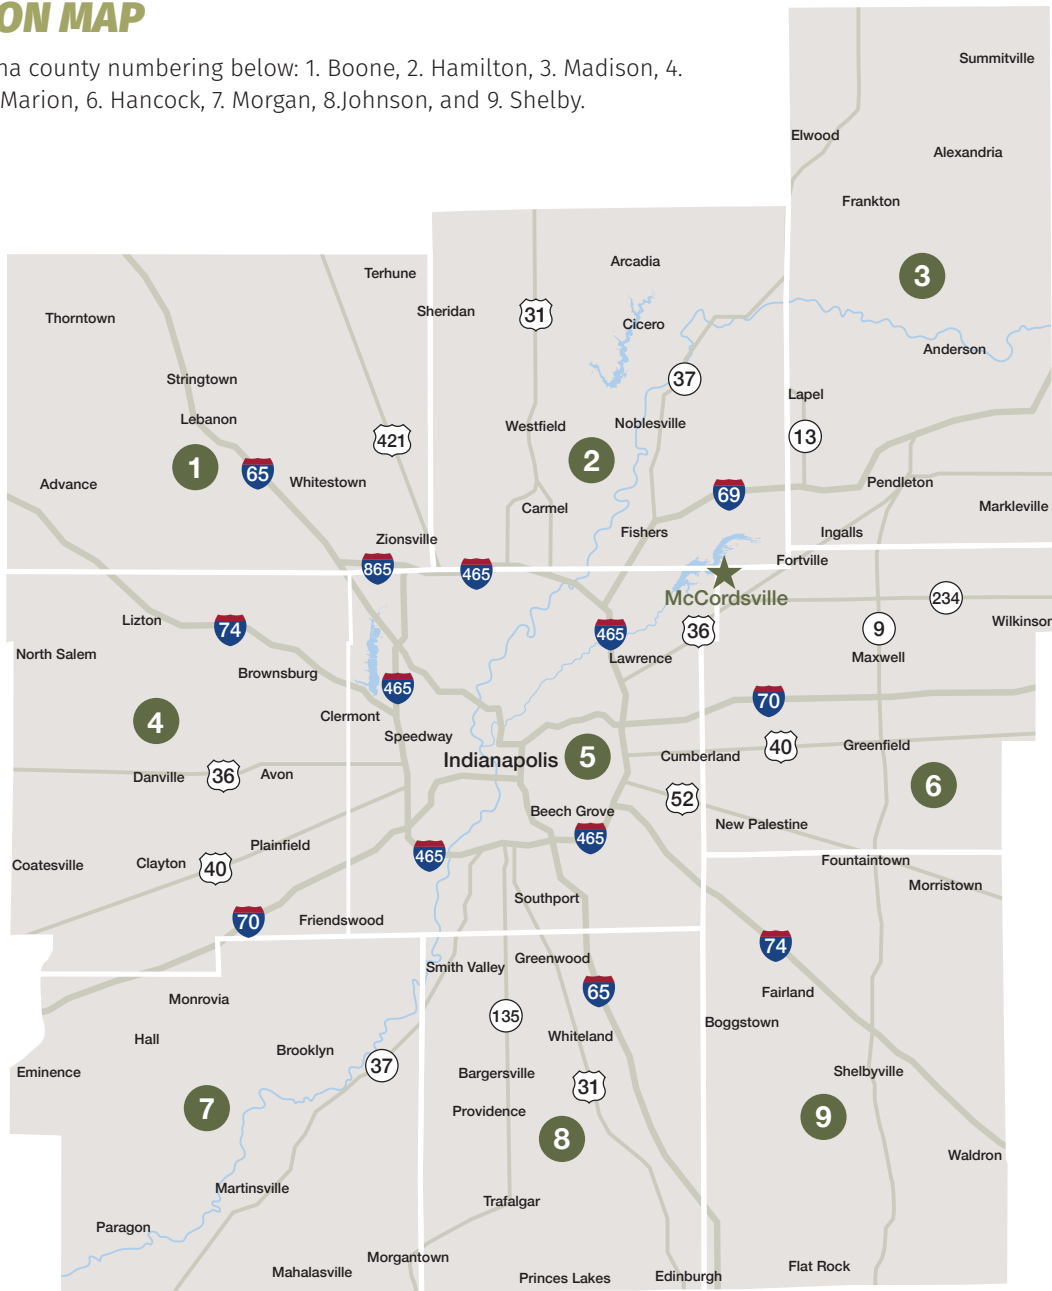 ON MAP
na county numbering below: 1. Boone, 2. Hamilton, 3. Madison, 4.
Marion, 6. Hancock, 7. Morgan, 8.Johnson, and 9. Shelby.
Summitville
Elwood
Alexandria
Frankton
Arcadia
Terhune
3
Sheridan
31
Cicero
Thorntown
Anderson
Stringtown
37
Lapel
Lebanon
Westfield
Noblesville
421
13
1
65
2
Whitestown
Advance
Pendleton
69
Carmel
Markleville
Fishers
Ingalls
Zionsville
Fortville
865
465
McCordsville
234
Lizton
74
465
36
9
Wilkinson
North Salem
Lawrence
Maxwell
Brownsburg
465
70
Clermont
4
Speedway
Indianapolis
5
Cumberland
40
Greenfield
Danville
36
Avon
6
52
Beech Grove
New Palestine
465
Plainfield
465
Coatesville
Clayton
40
Fountaintown
Morristown
Southport
70
Friendswood
74
Smith Valley
Greenwood
65
Fairland
Monrovia
135
Boggstown
Hall
Whiteland
Brooklyn
37
Eminence
Bargersville
31
Shelbyville
7
Providence
8
9
Waldron
Martinsville
Trafalgar
Paragon
Morgantown
Mahalasville
Princes Lakes
Edinburgh
Flat Rock